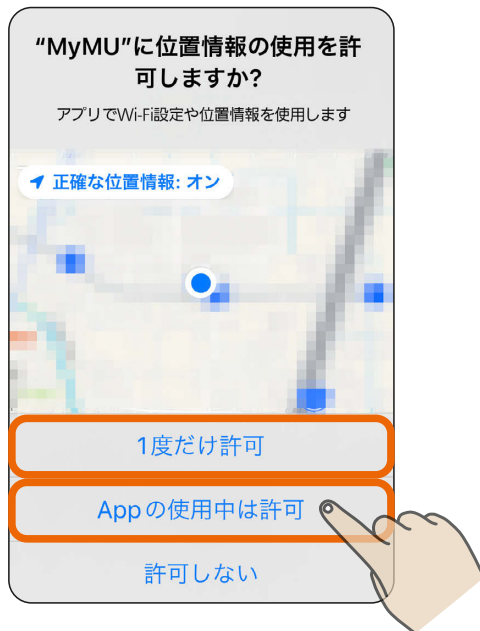 “MyMU”に位置情報の使用を許
可しますか?
アプリでWi-Fi設定や位置情報を使用します
正確な位置情報: オン
1度だけ許可
Appの使用中は許可
許可しない